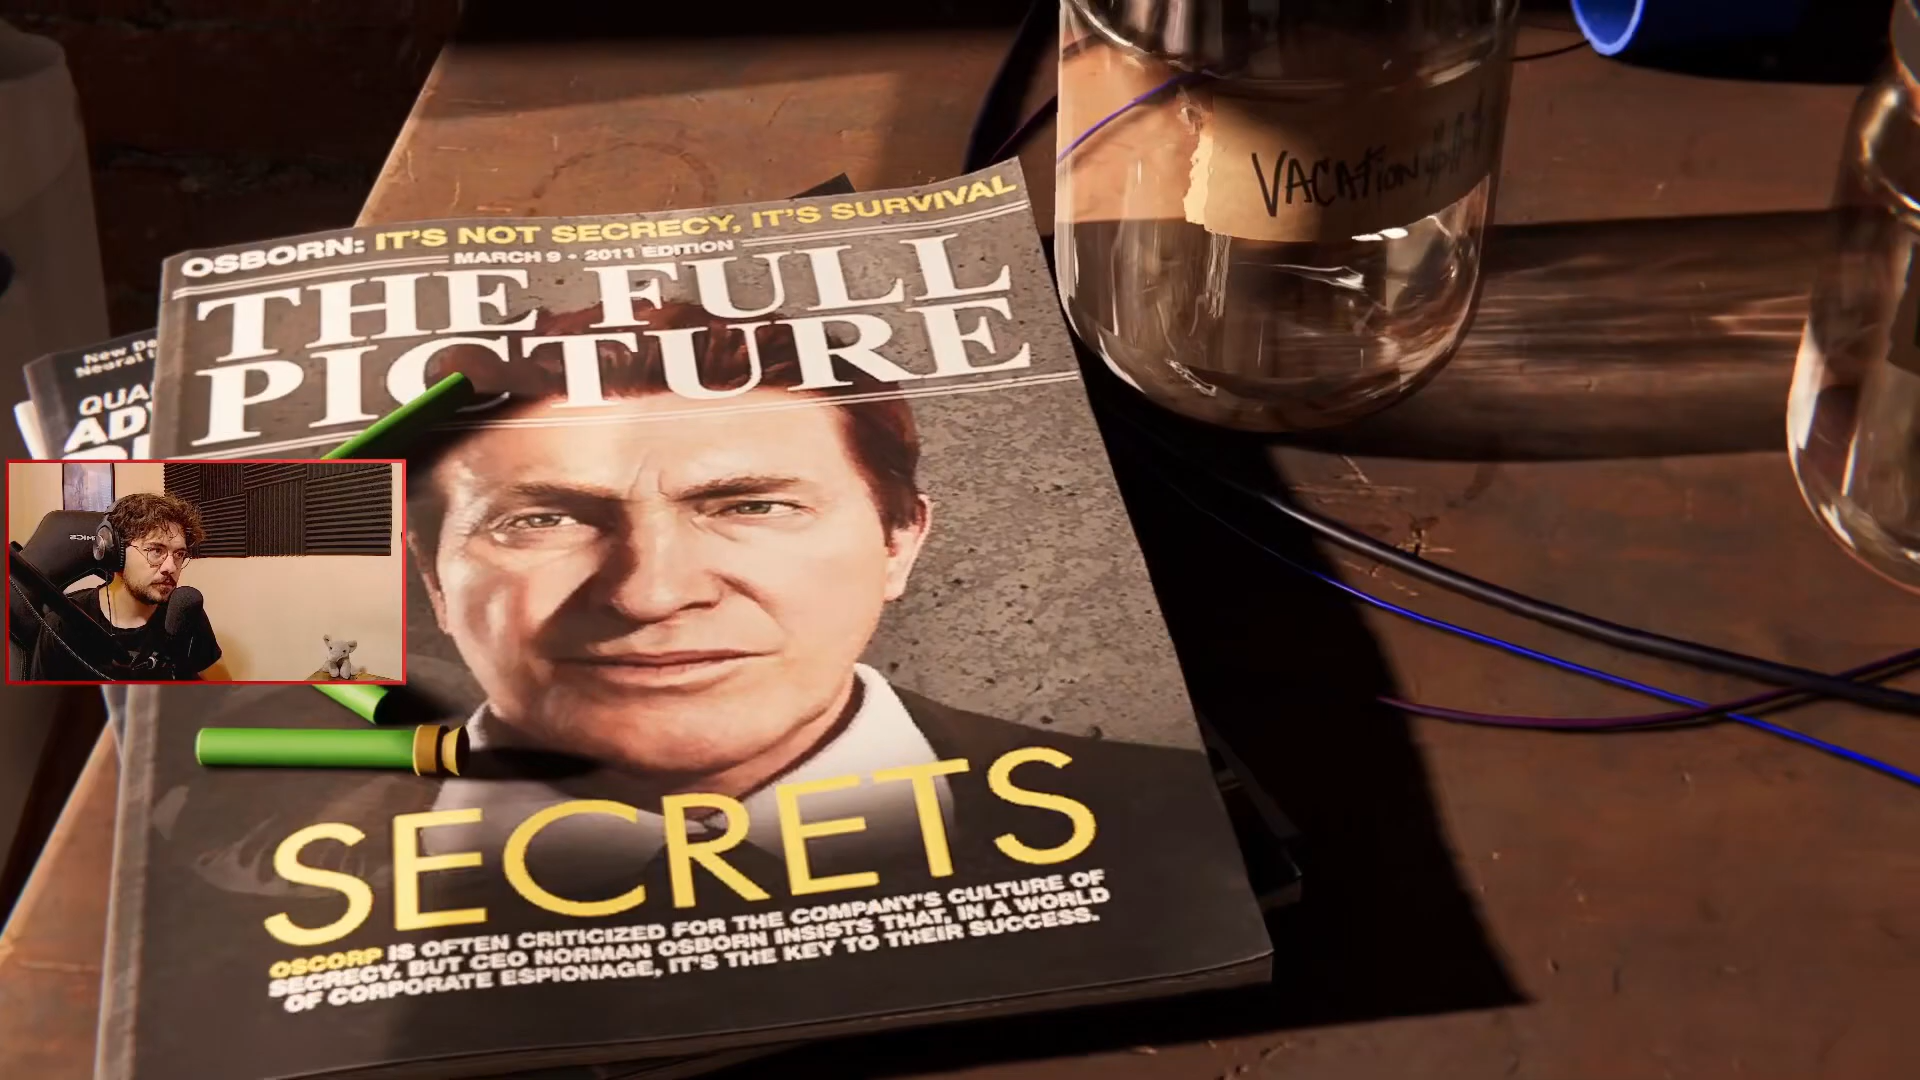 OSBORN: IT'S NOT SECRECY, IT'S SURVIVAL
MARCH 9 • 2011 EDITION
THE FULL
PICTURE
SECRETS
OSCORP IS OFTEN CRITICIZED FOR THE COMPANY'S CULTURE OF
SECRECY. BUT CEO NORMAN OSBORN INSISTS THAT, IN A WORLD
OF CORPORATE ESPIONAGE, IT'S THE KEY TO THEIR SUCCESS.
VACATION
New
Neural